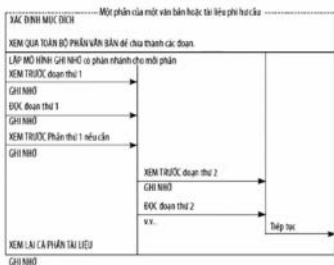 Một phần của một văn bản hoặc tài liệu phi hư cấu
XÁC ĐỊNH MỤC ĐÍCH
XEM QUA TOÀN BỘ PHẦN VĂN BẢN để chia thành các đoạn.
LẬP MÔ HÌNH GHI NHỚ có phân nhánh cho mỗi phần
XEM TRƯỚC đoạn thứ 1
GHI NHỚ
ĐỌC đoạn thứ 1
GHI NHỚ
XEM TRƯỚC Phần thứ 1 nếu cần
GHI NHỚ
XEM TRƯỚC đoạn thứ 2
GHI NHỚ
ĐỌC đoạn thứ 2
v.v..
Tiếp tục
XEM LẠI CẢ PHẦN TÀI LIỆU
GHI NHỚ